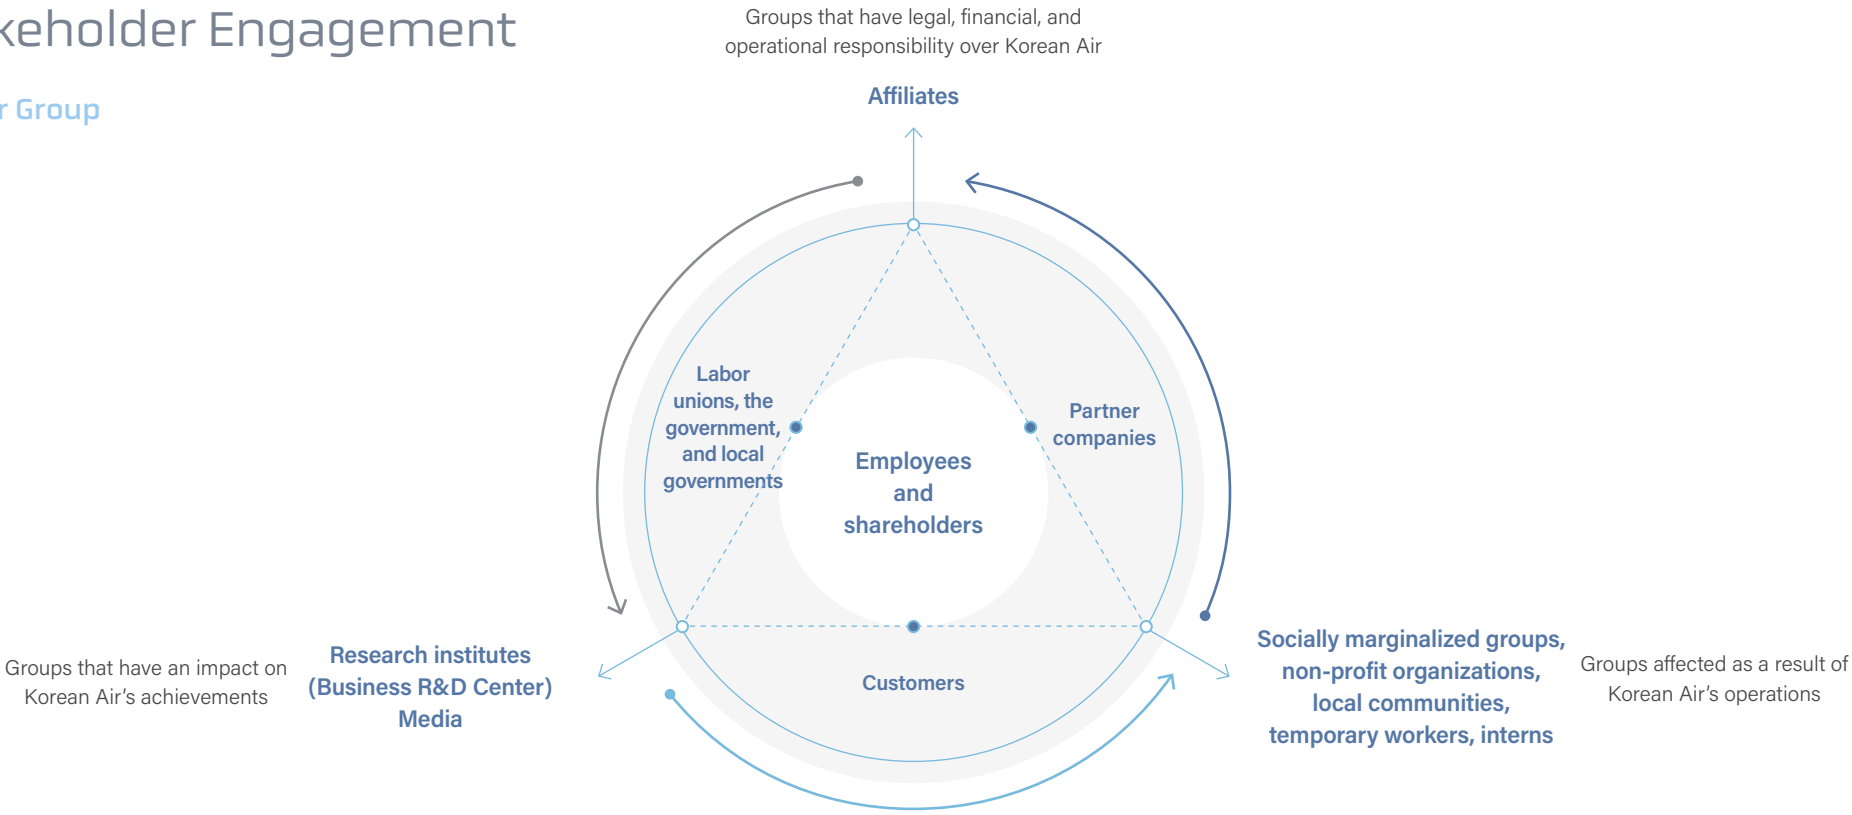 keholder Engagement
r Group
Groups that have legal, financial, and
operational responsibility over Korean Air
Affiliates
Labor
unions, the
government,
and local
governments
Partner
companies
Employees
and
shareholders
Customers
Groups that have an impact on
Korean Air's achievements
Research institutes
(Business R&D Center)
Media
Socially marginalized groups,
non-profit organizations,
local communities,
temporary workers, interns
Groups affected as a result of
Korean Air's operations